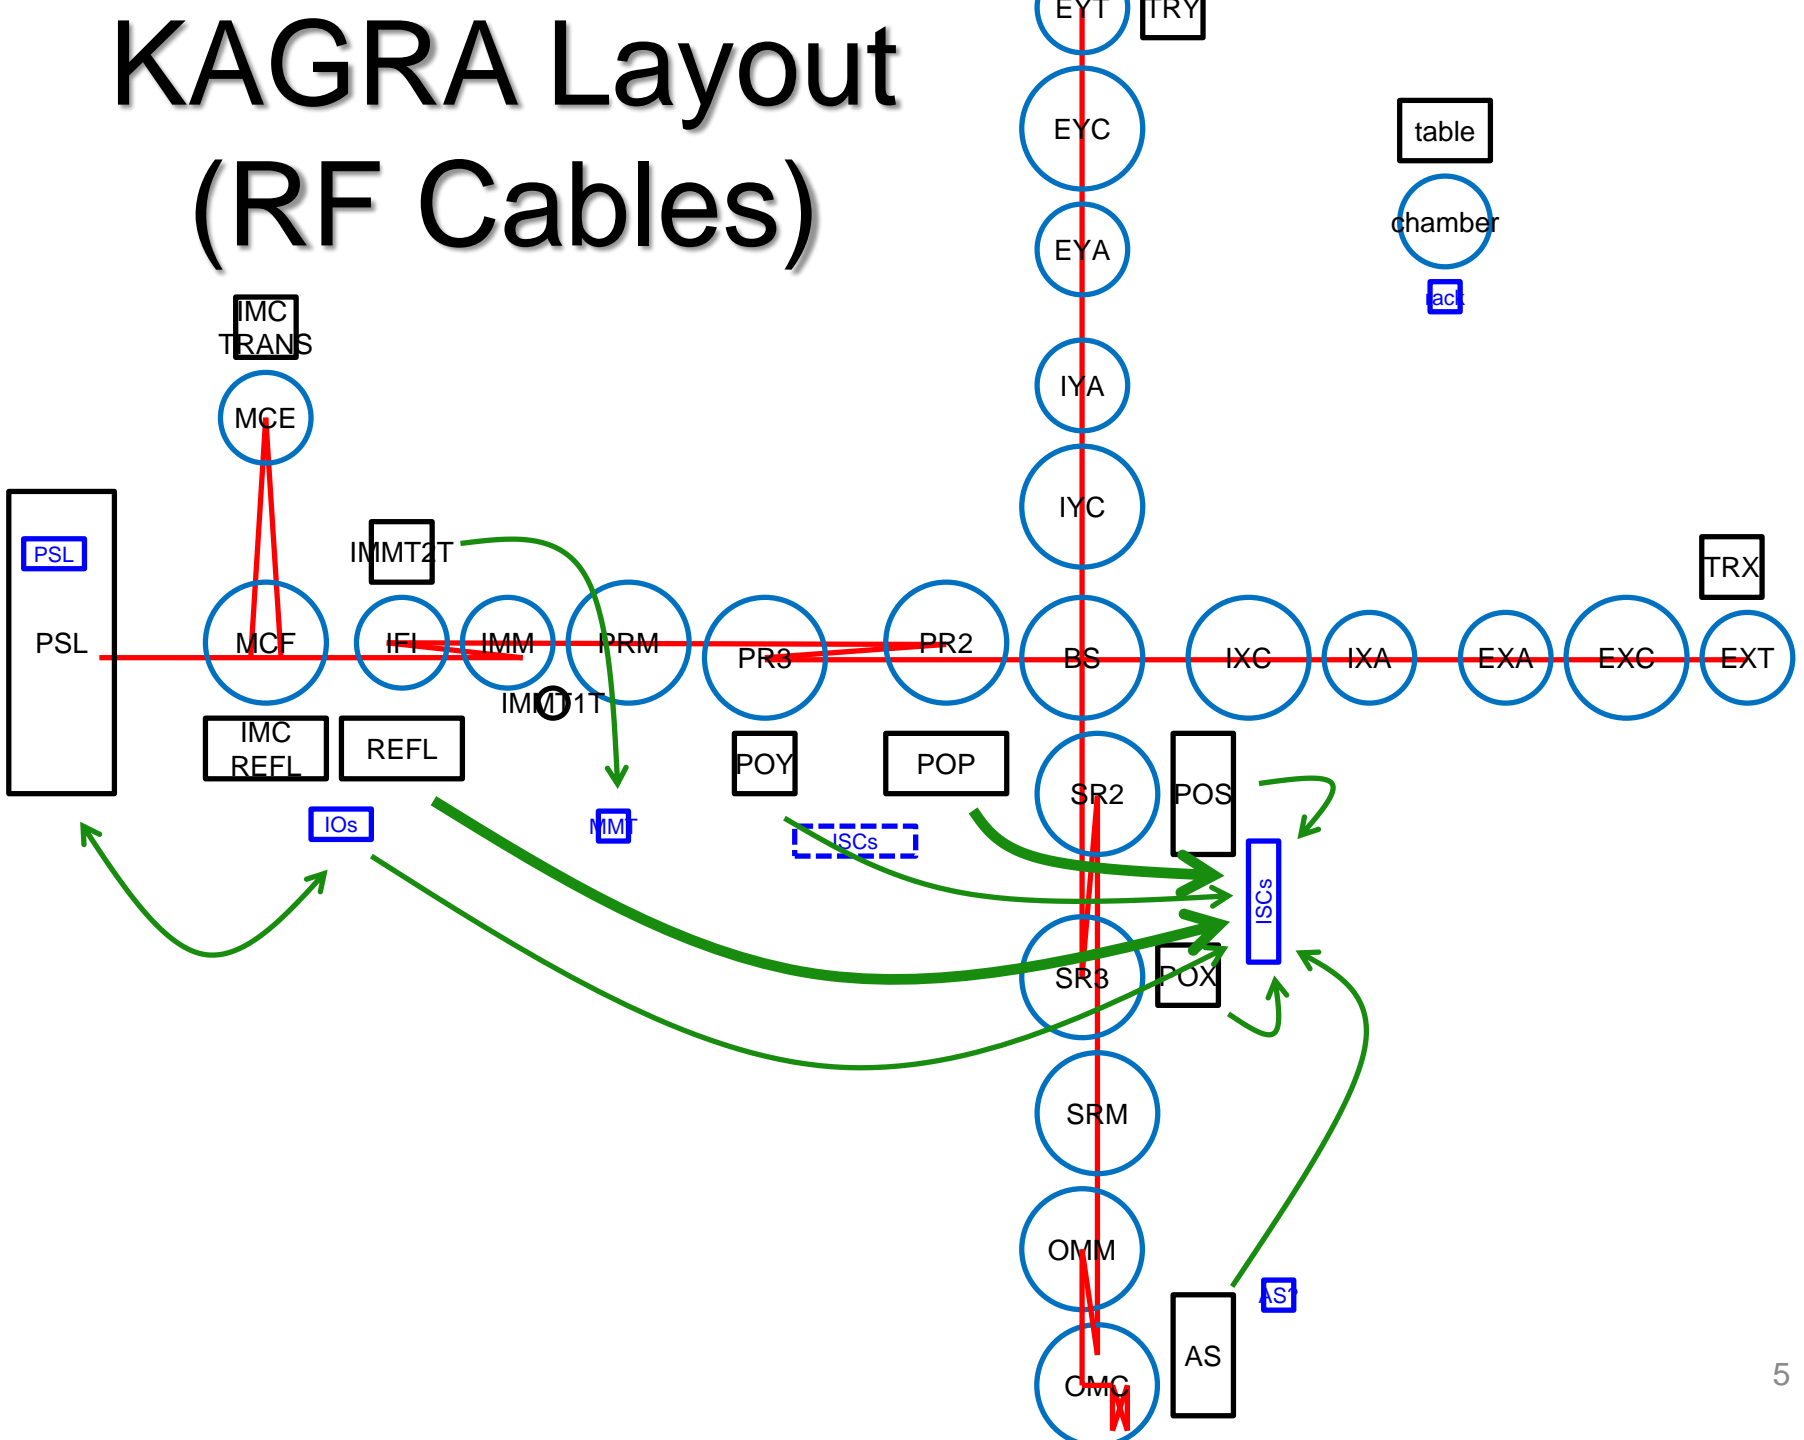 KAGRA Layout
(RF Cables)
EYT
TRY
EYC
table
EYA
chamber
rack
IMC
TRANS
MCE
IYA
IYC
PSL
IMMT2T
TRX
PSL
MCF
IFI
IMM
PRM
PR3
PR2
BS
IXC
IXA
EXA
EXC
EXT
IMMT1T
IMC
REFL
REFL
POY
POP
SR2
POS
IOs
MMT
ISCs
ISCs
SR3
POX
SRM
OMM
AS?
AS
OMC
5